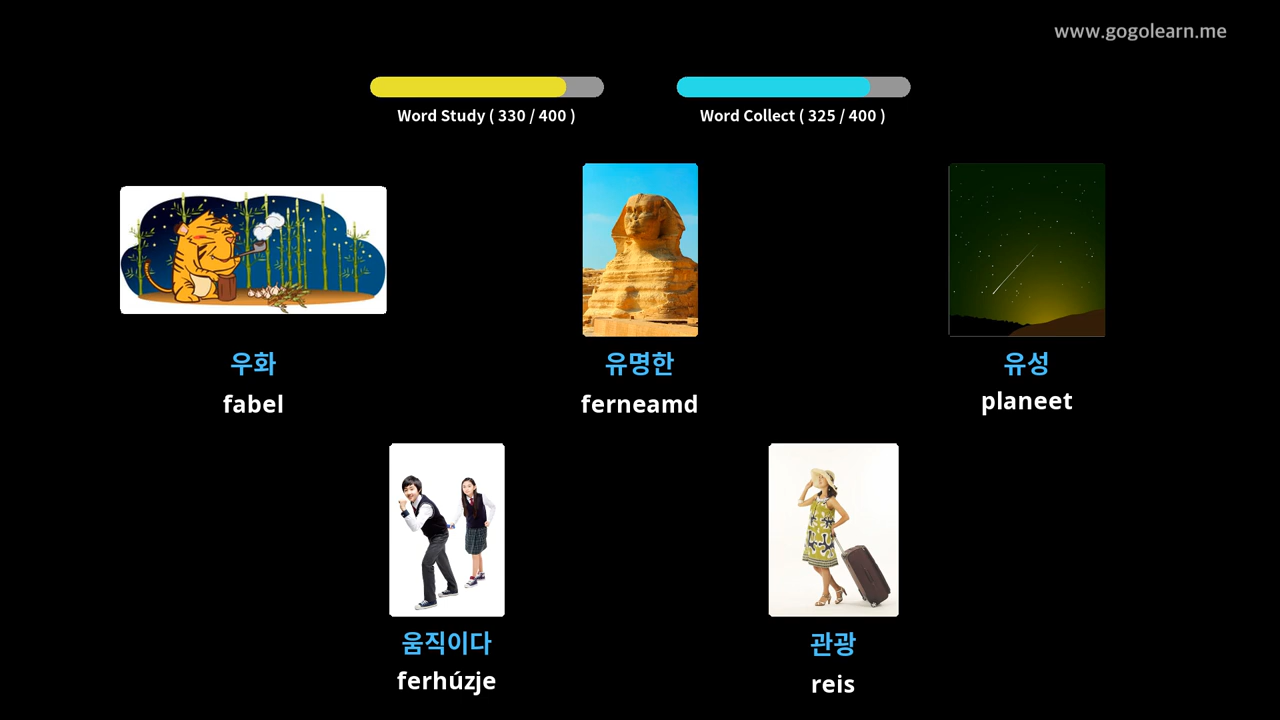 www.gogolearn.me
Word Study ( 330 / 400 )
Word Collect ( 325 / 400 )
우화
fabel
유명한
ferneamd
유성
planeet
움직이다
ferhúzje
관광
reis